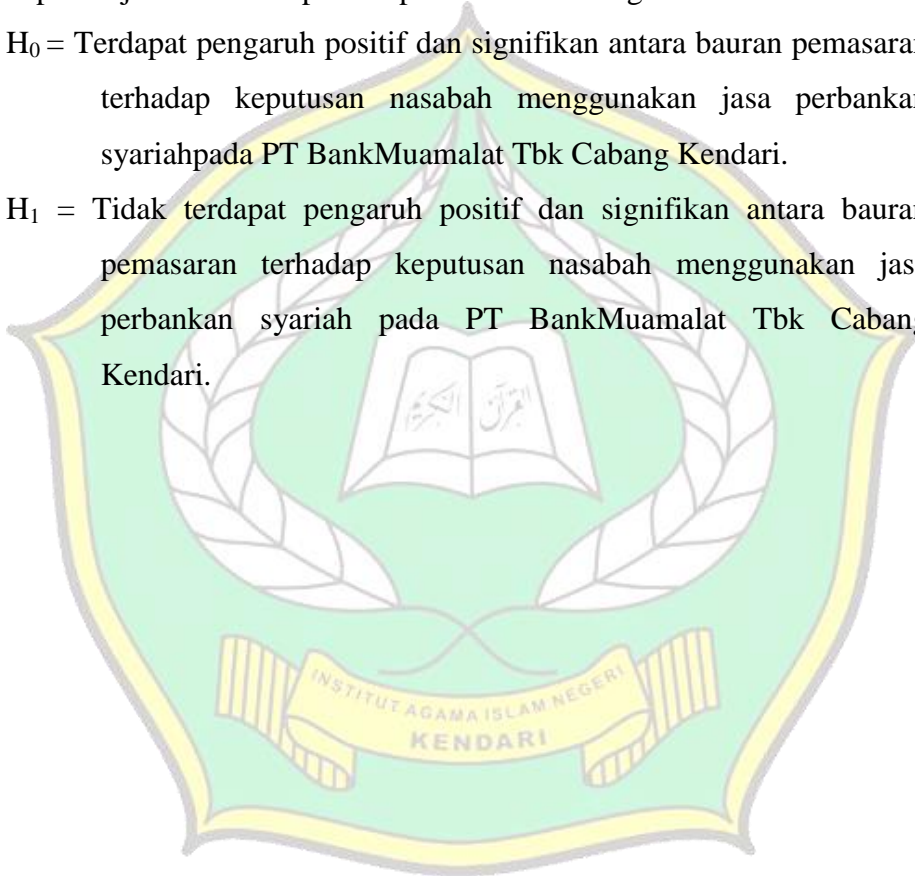 H₀ = Terdapat pengaruh positif dan signifikan antara bauran pemasaran
terhadap keputusan nasabah menggunakan jasa perbankan
syariahpada PT BankMuamalat Tbk Cabang Kendari.
H₁ = Tidak terdapat pengaruh positif dan signifikan antara bauran
pemasaran terhadap keputusan nasabah menggunakan jasa
perbankan syariah pada PT BankMuamalat Tbk Cabang
Kendari.
القرآن الكريم
INSTITUT AGAMA ISLAM NEGERI
KENDARI